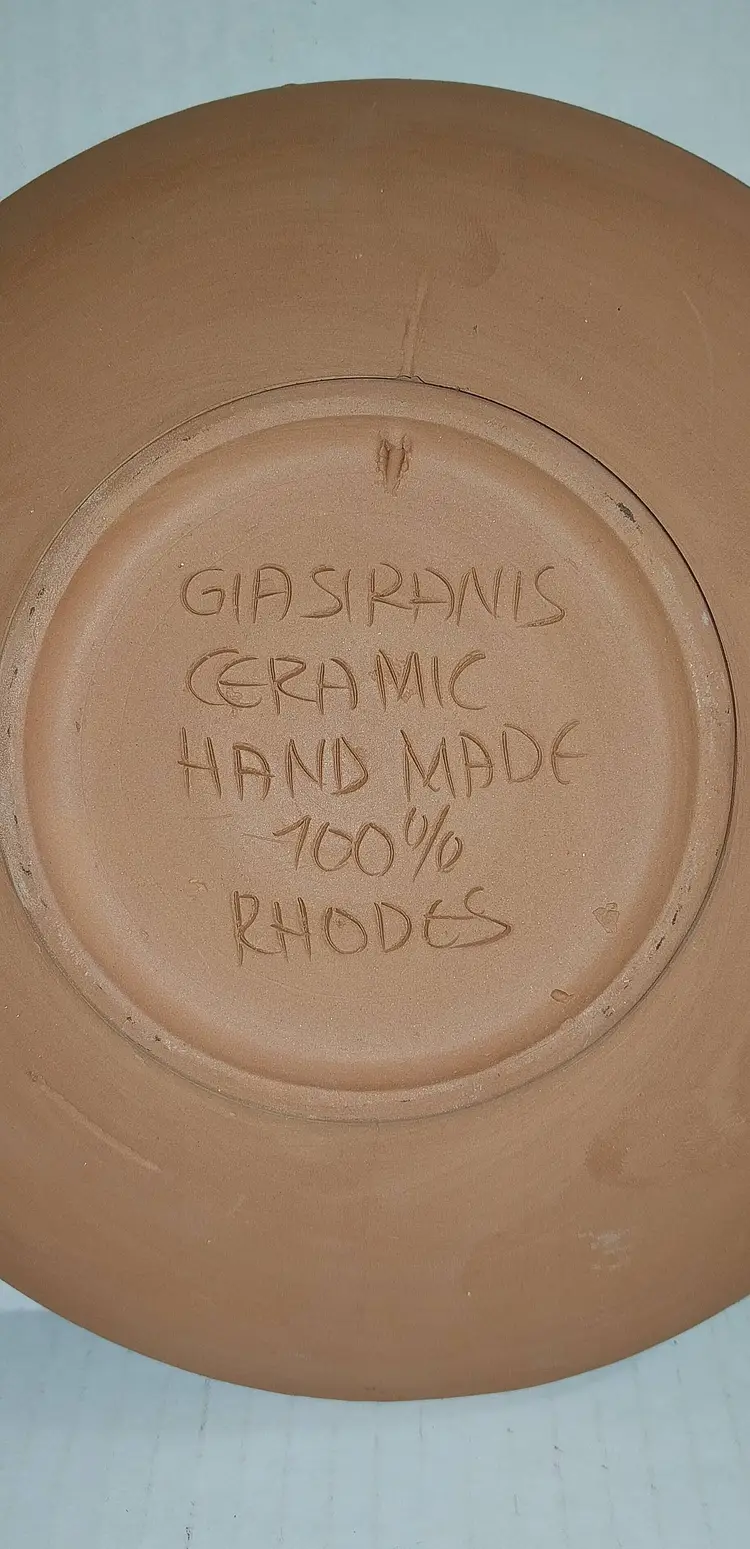 GIASIRANIS
CERAMIC
HAND MADE
100%
RHODES